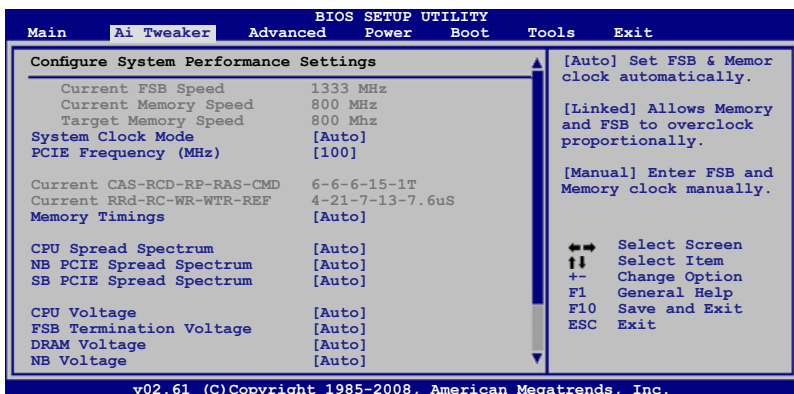 BIOS SETUP UTILITY
Main Ai Tweaker Advanced Power Boot Tools Exit
Configure System Performance Settings
Current FSB Speed 1333 MHz
Current Memory Speed 800 MHz
Target Memory Speed 800 Mhz
System Clock Mode [Auto]
PCIE Frequency (MHz) [100]
Current CAS-RCD-RP-RAS-CMD 6-6-6-15-1T
Current RRd-RC-WR-WTR-REF 4-21-7-13-7.6uS
Memory Timings [Auto]
CPU Spread Spectrum [Auto]
NB PCIE Spread Spectrum [Auto]
SB PCIE Spread Spectrum [Auto]
CPU Voltage [Auto]
FSB Termination Voltage [Auto]
DRAM Voltage [Auto]
NB Voltage [Auto]
[Auto] Set FSB & Memor
clock automatically.
[Linked] Allows Memory
and FSB to overclock
proportionally.
[Manual] Enter FSB and
Memory clock manually.
Select Screen
Select Item
+- Change Option
F1 General Help
F10 Save and Exit
ESC Exit
v02.61 (C)Copyright 1985-2008, American Megatrends, Inc.